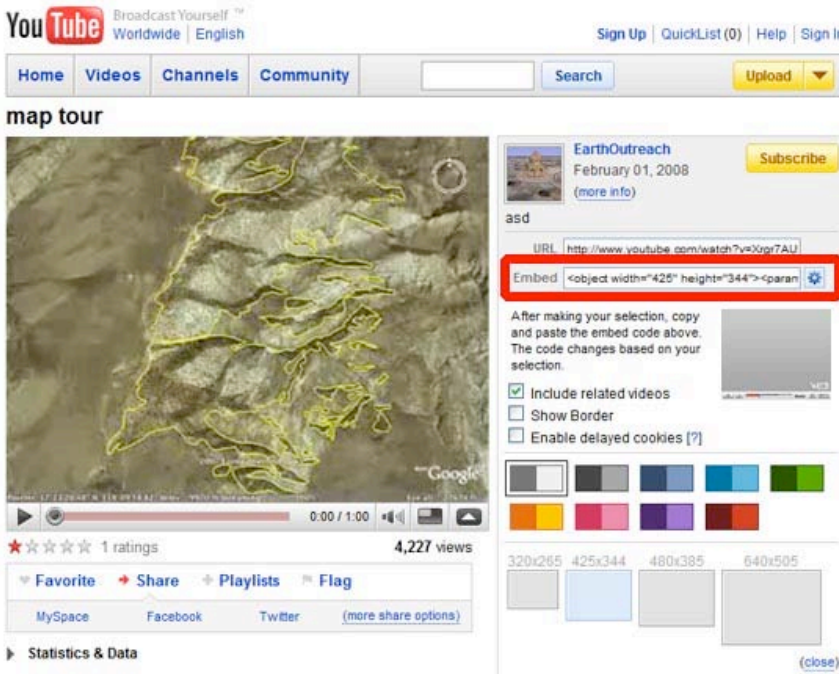 You Tube Broadcast Yourself ™
Worldwide | English
Sign Up | QuickList (0) | Help | Sign In
Home Videos Channels Community Search Upload
map tour
EarthOutreach
February 01, 2008
(more info)
Subscribe
asd
URL http://www.youtube.com/watch?v=Xrgr7AU
Embed <object width="425" height="344"><param
After making your selection, copy
and paste the embed code above.
The code changes based on your
selection.
Include related videos
Show Border
Enable delayed cookies [?]
Google
0:00 / 1:00
1 ratings
4,227 views
Favorite Share Playlists Flag
MySpace Facebook Twitter (more share options)
Statistics & Data
320x265 425x344 480x385 640x505
(close)